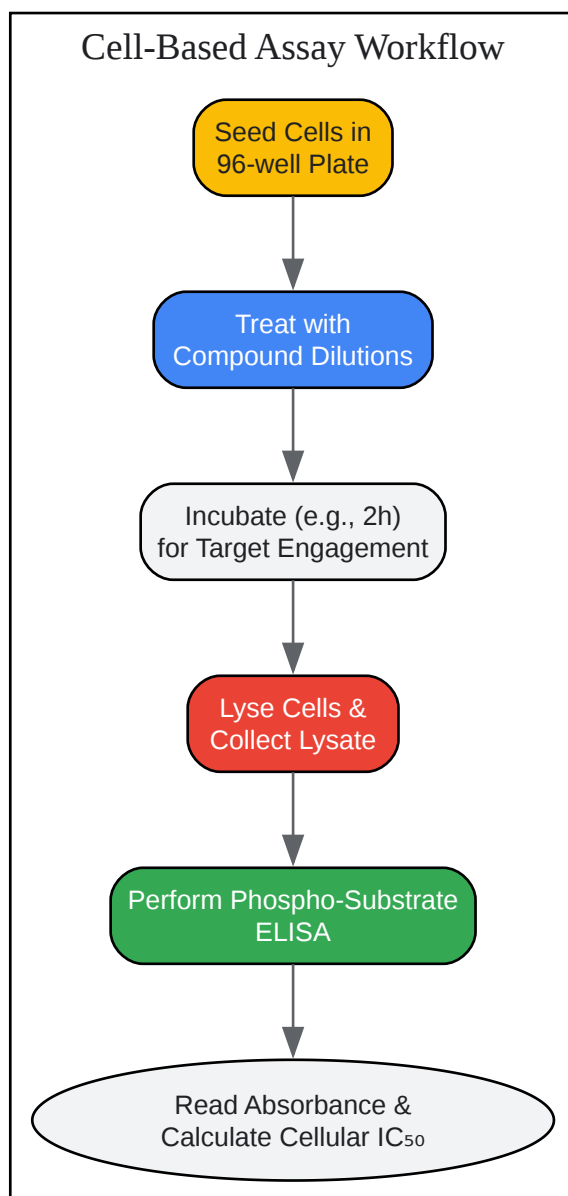 Cell-Based Assay Workflow
Seed Cells in
96-well Plate
Treat with
Compound Dilutions
Incubate (e.g., 2h)
for Target Engagement
Lyse Cells &
Collect Lysate
Perform Phospho-Substrate
ELISA
Read Absorbance &
Calculate Cellular IC₅₀